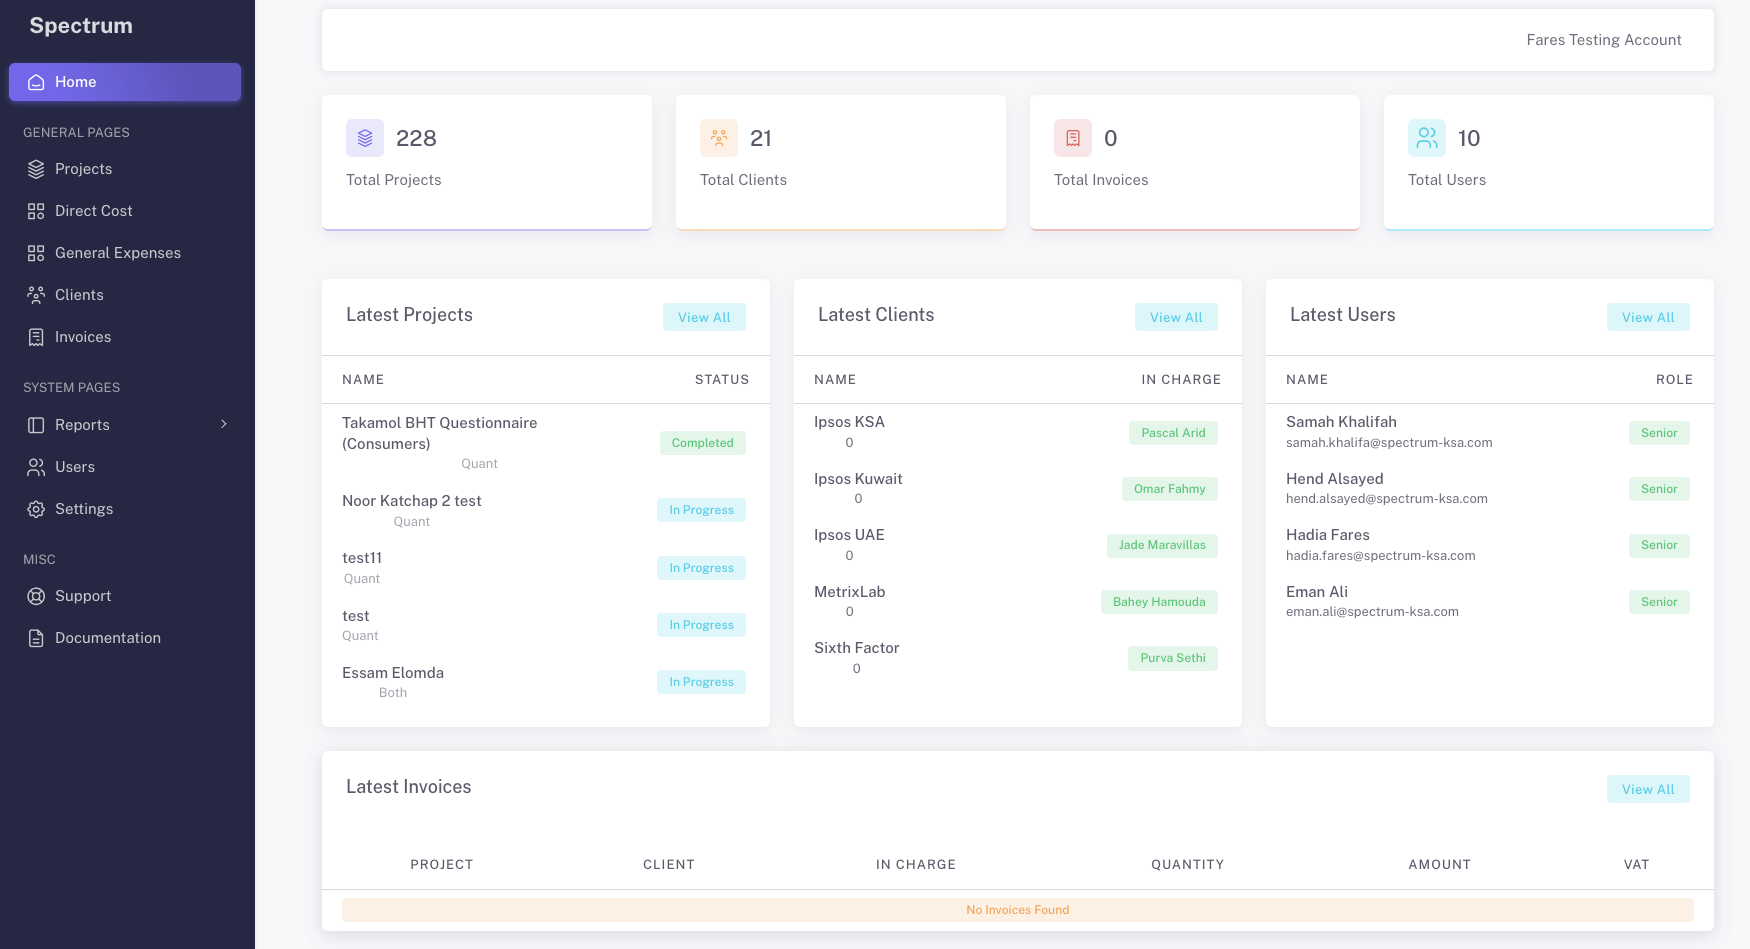 Spectrum
Home
GENERAL PAGES
Projects
Direct Cost
General Expenses
Clients
Invoices
SYSTEM PAGES
Reports
Users
Settings
MISC
Support
Documentation
Fares Testing Account
228
Total Projects
21
Total Clients
0
Total Invoices
10
Total Users
Latest Projects
View All
NAME STATUS
Takamol BHT Questionnaire
(Consumers)
Quant
Completed
Noor Katchap 2 test
Quant
In Progress
test11
Quant
In Progress
test
Quant
In Progress
Essam Elomda
Both
In Progress
Latest Clients
View All
NAME IN CHARGE
Ipsos KSA
0
Pascal Arid
Ipsos Kuwait
0
Omar Fahmy
Ipsos UAE
0
Jade Maravillas
MetrixLab
0
Bahey Hamouda
Sixth Factor
0
Purva Sethi
Latest Users
View All
NAME ROLE
Samah Khalifah
samah.khalifa@spectrum-ksa.com
Senior
Hend Alsayed
hend.alsayed@spectrum-ksa.com
Senior
Hadia Fares
hadia.fares@spectrum-ksa.com
Senior
Eman Ali
eman.ali@spectrum-ksa.com
Senior
Latest Invoices
View All
PROJECT CLIENT IN CHARGE QUANTITY AMOUNT VAT
No Invoices Found